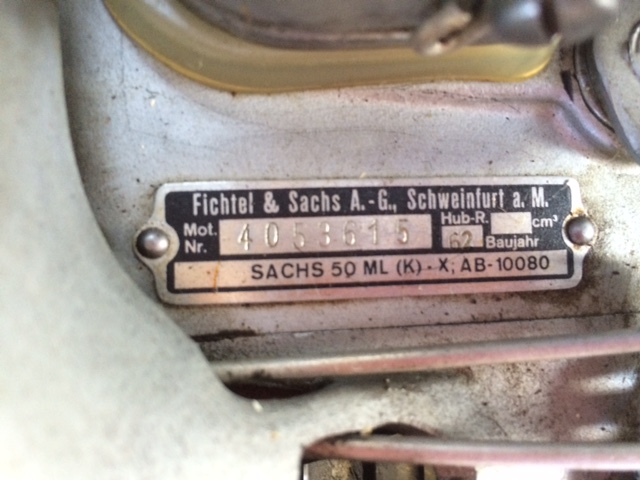 Fichtel & Sachs A.-G., Schweinfurt a. M.
Mot. Nr. 4053615 Hub-R. cm³
62 Baujahr
SACHS 50 ML (K) - X; AB-10080